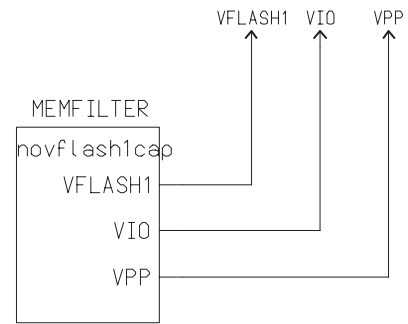 VFLASH1 VIO VPP
MEMFILTER
novflash1cap
VFLASH1
VIO
VPP